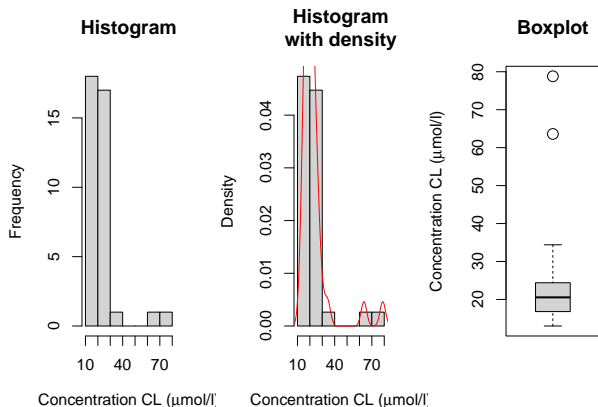 Histogram
Frequency
0
5
10
15
10
40
70
Concentration CL (μmol/l)
Histogram
with density
Density
0.00
0.01
0.02
0.03
0.04
10
40
70
Concentration CL (μmol/l)
Boxplot
Concentration CL (μmol/l)
20
30
40
50
60
70
80